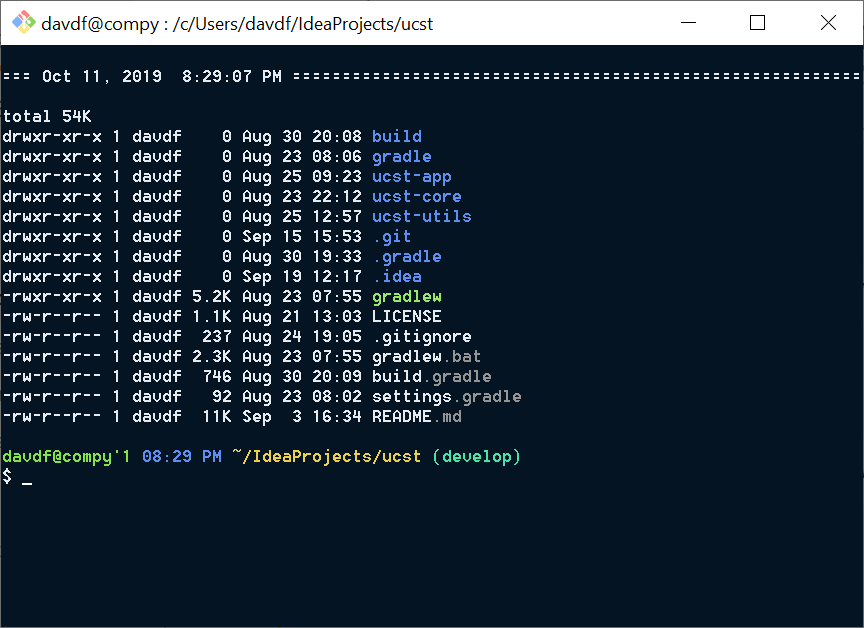 davdf@compy : /c/Users/davdf/IdeaProjects/ucst
=== Oct 11, 2019  8:29:07 PM =========================================================
total 54K
drwxr-xr-x 1 davdf    0 Aug 30 20:08 build
drwxr-xr-x 1 davdf    0 Aug 23 08:06 gradle
drwxr-xr-x 1 davdf    0 Aug 25 09:23 ucst-app
drwxr-xr-x 1 davdf    0 Aug 23 22:12 ucst-core
drwxr-xr-x 1 davdf    0 Aug 25 12:57 ucst-utils
drwxr-xr-x 1 davdf    0 Sep 15 15:53 .git
drwxr-xr-x 1 davdf    0 Aug 30 19:33 .gradle
drwxr-xr-x 1 davdf    0 Sep 19 12:17 .idea
-rwxr-xr-x 1 davdf 5.2K Aug 23 07:55 gradlew
-rw-r--r-- 1 davdf 1.1K Aug 21 13:03 LICENSE
-rw-r--r-- 1 davdf  237 Aug 24 19:05 .gitignore
-rw-r--r-- 1 davdf 2.3K Aug 23 07:55 gradlew.bat
-rw-r--r-- 1 davdf  746 Aug 30 20:09 build.gradle
-rw-r--r-- 1 davdf   92 Aug 23 08:02 settings.gradle
-rw-r--r-- 1 davdf  11K Sep  3 16:34 README.md
davdf@compy'1 08:29 PM ~/IdeaProjects/ucst (develop)
$ _